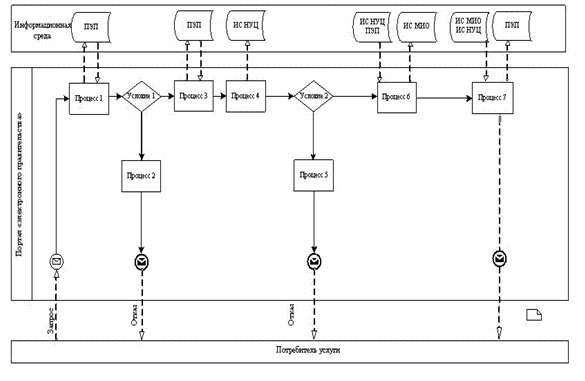 Информационная
среда
ПЭП
ПЭП
ИС НУЦ
ИС НУЦ
ПЭП
ИС МИО
ИС МИО
ИС НУЦ
ПЭП
Портал «электронного правительства»
Процесс 1
Условие 1
Процесс 3
Процесс 4
Условие 2
Процесс 6
Процесс 7
Процесс 2
Процесс 5
Запрос
Отказ
Отказ
Потребитель услуги